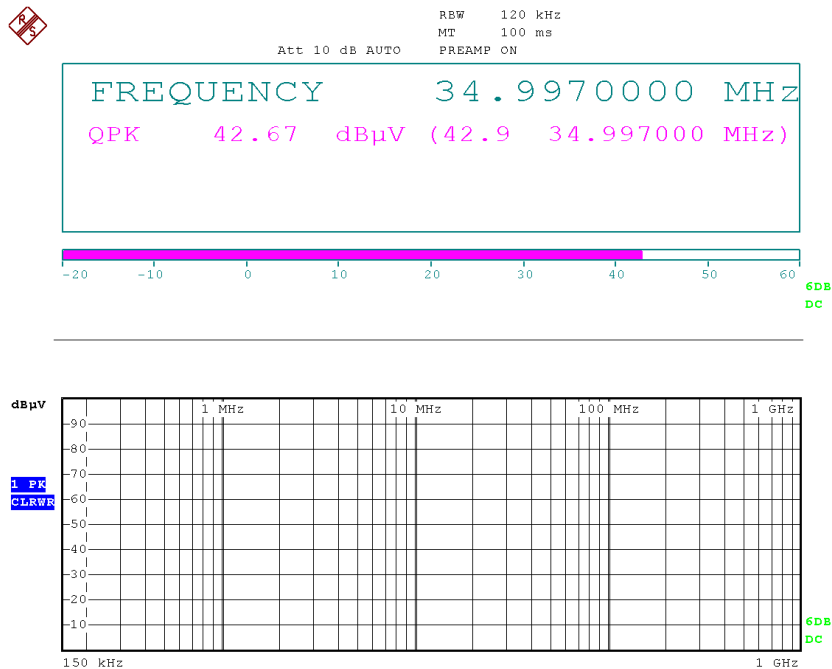 R S
RBW 120 kHz
MT 100 ms
Att 10 dB AUTO PREAMP ON
FREQUENCY 34.9970000 MHz
QPK 42.67 dBµV (42.9 34.997000 MHz)
-20 -10 0 10 20 30 40 50 60
6DB
DC
dBµV
1 MHz 10 MHz 100 MHz 1 GHz
90
80
70
1 PK
CLRWR
60
50
40
30
20
10
6DB
DC
150 kHz 1 GHz